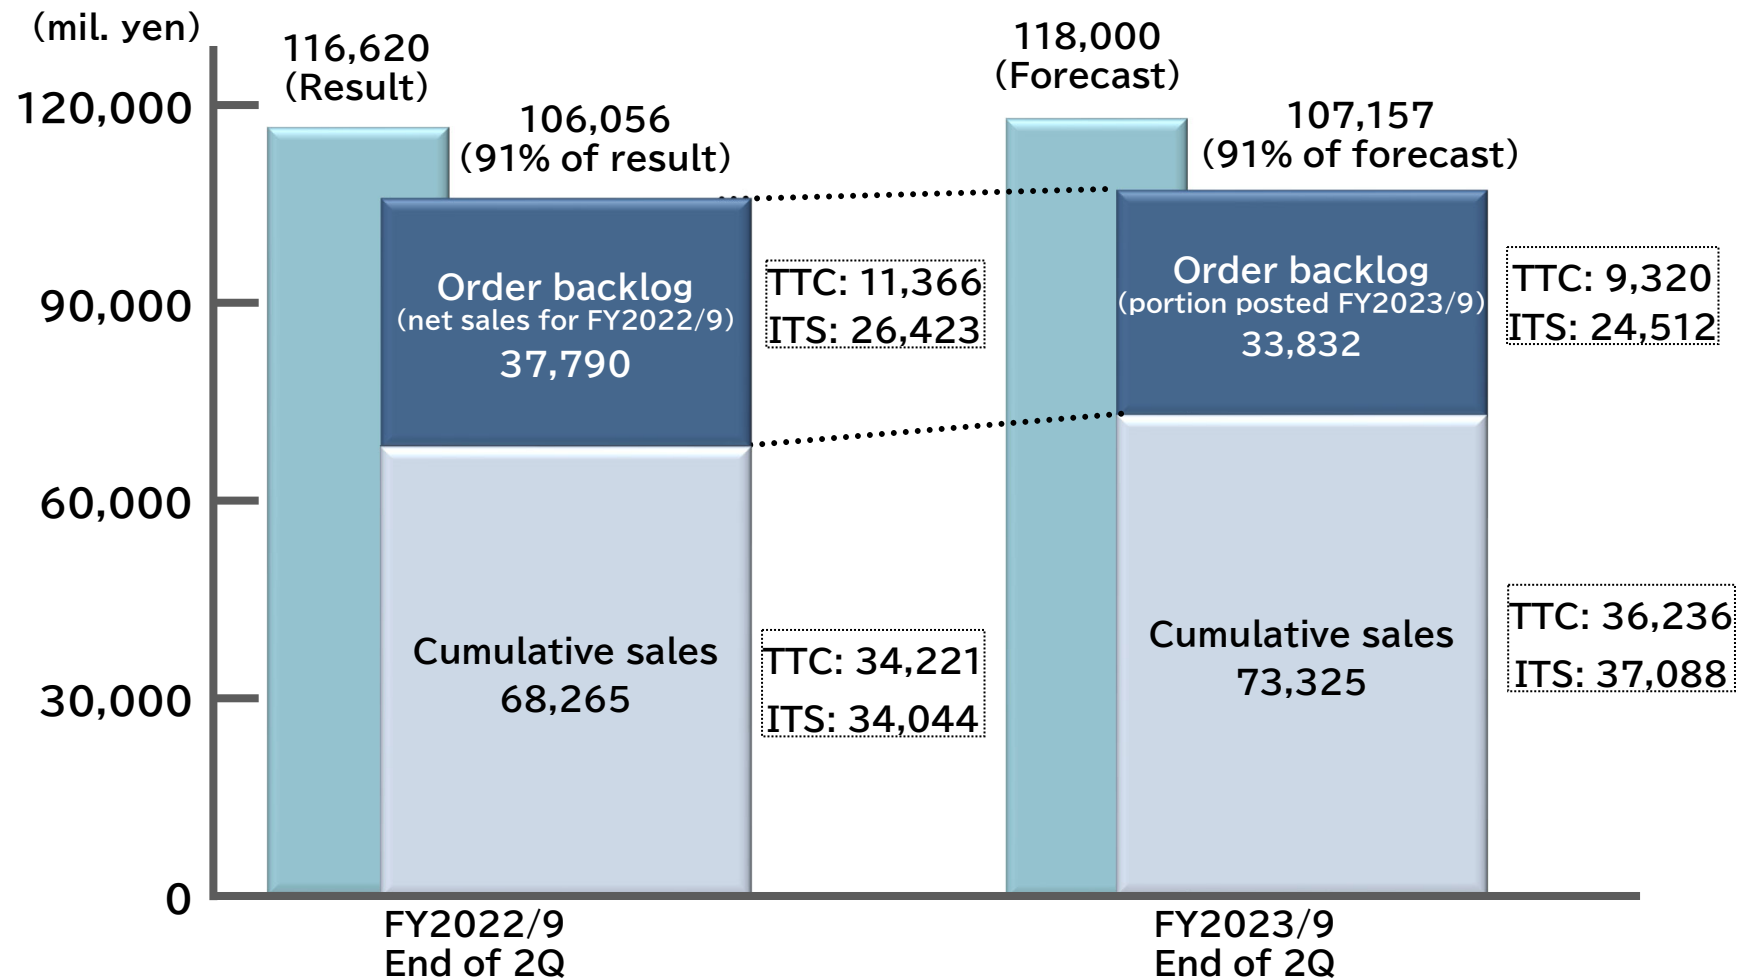 (mil. yen)
120,000
90,000
60,000
30,000
0
116,620
(Result)
106,056
(91% of result)
Order backlog
(net sales for FY2022/9)
37,790
TTC: 11,366
ITS: 26,423
Cumulative sales
68,265
TTC: 34,221
ITS: 34,044
FY2022/9
End of 2Q
118,000
(Forecast)
107,157
(91% of forecast)
Order backlog
(portion posted FY2023/9)
33,832
TTC: 9,320
ITS: 24,512
Cumulative sales
73,325
TTC: 36,236
ITS: 37,088
FY2023/9
End of 2Q